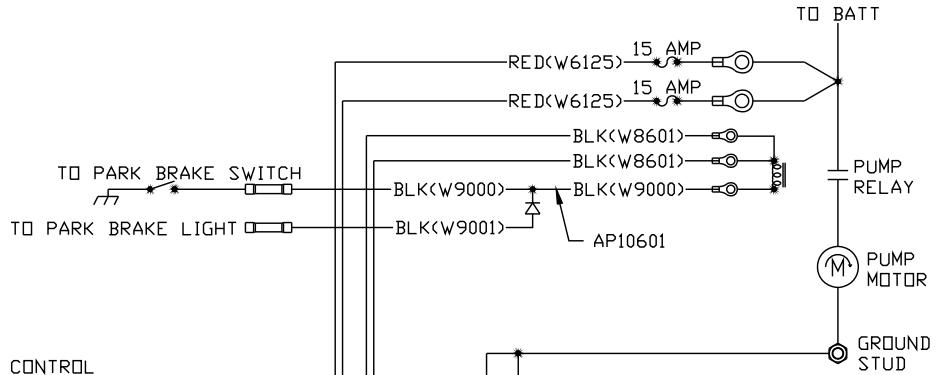 TO BATT
15 AMP
RED(W6125)
15 AMP
RED(W6125)
BLK(W8601)
BLK(W8601)
TO PARK BRAKE SWITCH
BLK(W9000)
BLK(W9000)
PUMP
RELAY
TO PARK BRAKE LIGHT
BLK(W9001)
AP10601
M
PUMP
MOTOR
GROUND
STUD
CONTROL